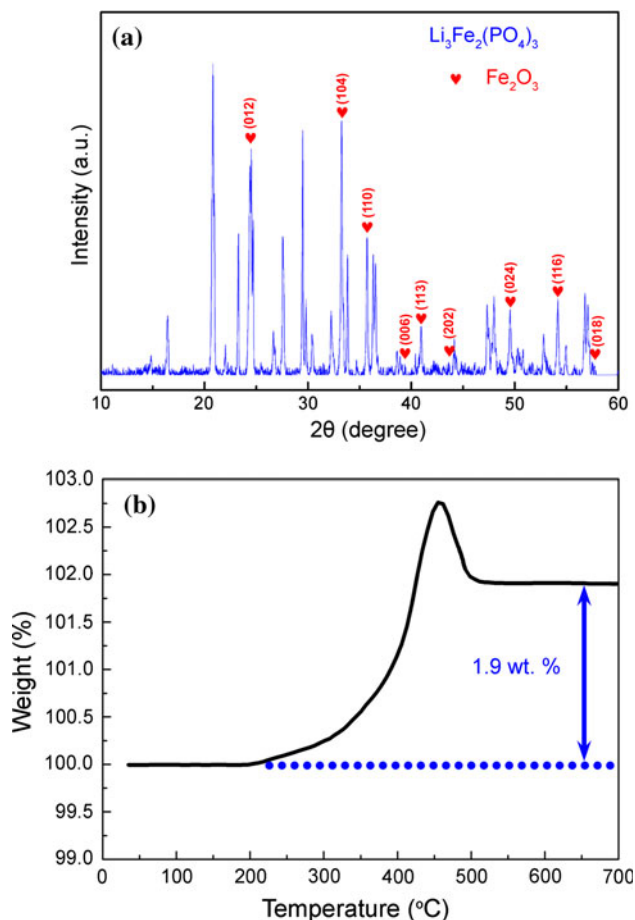 (a)
Li₃Fe₂(PO₄)₃
♥ Fe₂O₃
♥ (012)
♥ (104)
♥ (110)
♥ (006)
♥ (113)
♥ (202)
♥ (024)
♥ (116)
♥ (018)
Intensity (a.u.)
10 20 30 40 50 60
2θ (degree)
(b)
103.0
102.5
102.0
101.5
101.0
100.5
100.0
99.5
99.0
Weight (%)
1.9 wt. %
0 100 200 300 400 500 600 700
Temperature (°C)